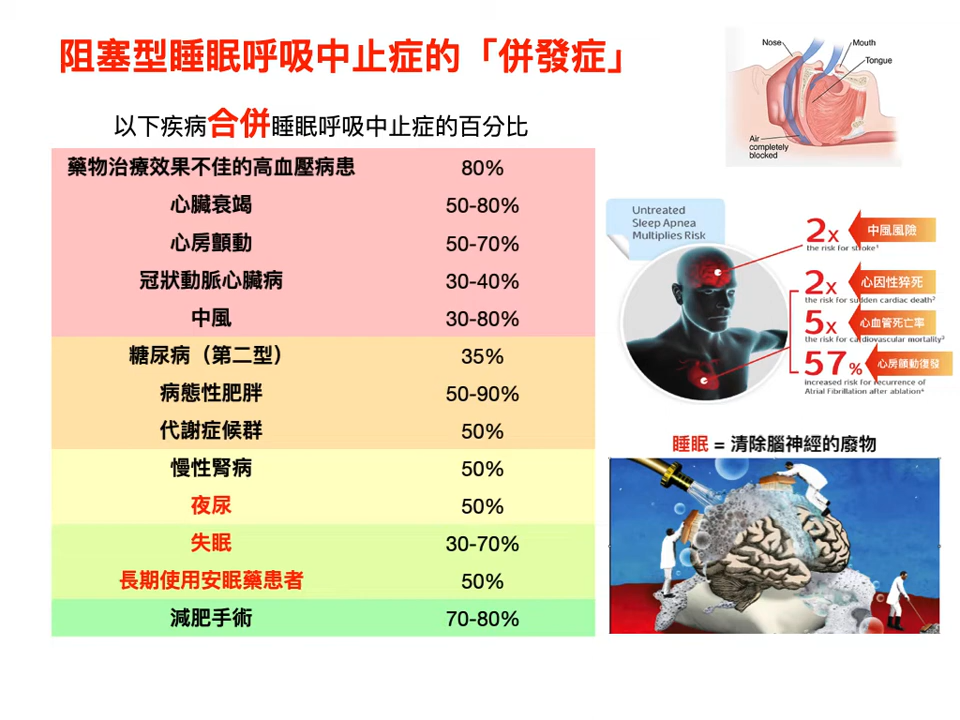 阻塞型睡眠呼吸中止症的「併發症」
以下疾病合併睡眠呼吸中止症的百分比
藥物治療效果不佳的高血壓病患 80%
心臟衰竭 50-80%
心房顫動 50-70%
冠狀動脈心臟病 30-40%
中風 30-80%
糖尿病（第二型） 35%
病態性肥胖 50-90%
代謝症候群 50%
慢性腎病 50%
夜尿 50%
失眠 30-70%
長期使用安眠藥患者 50%
減肥手術 70-80%
Nose
Mouth
Tongue
Air
completely
blocked
Untreated
Sleep Apnea
Multiplies Risk
2x 中風風險
the risk for stroke¹
2x 心因性猝死
the risk for sudden cardiac death²
5x 心血管死亡率
the risk for cardiovascular mortality³
57% 心房顫動復發
increased risk for recurrence of
Atrial Fibrillation after ablation⁴
睡眠 = 清除腦神經的廢物